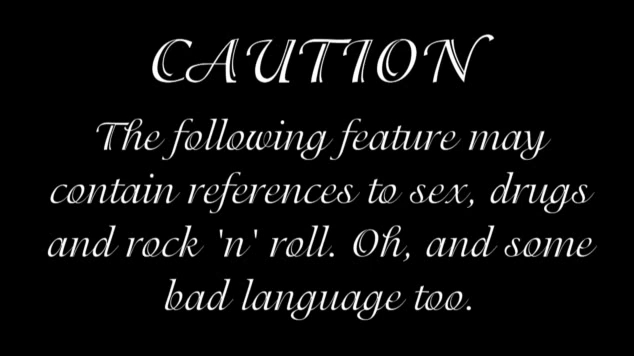 CAUTION
The following feature may
contain references to sex, drugs
and rock 'n' roll. Oh, and some
bad language too.